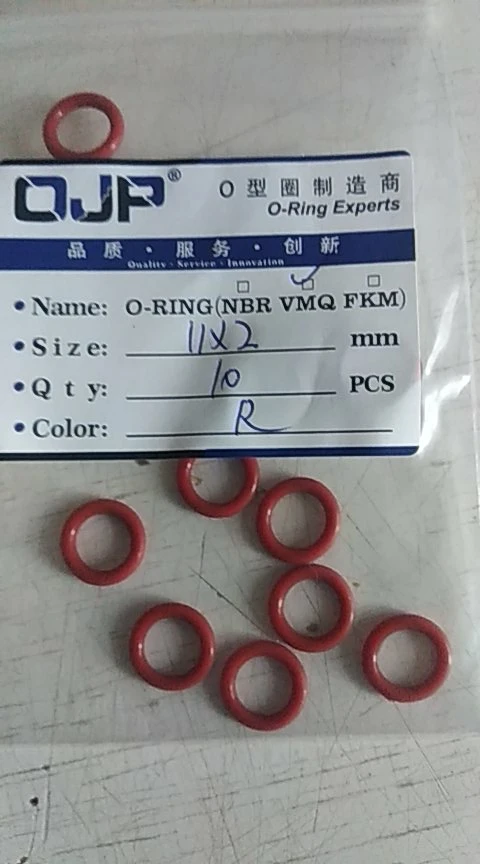 OJP®
O 型 圈 制 造 商
O-Ring Experts
品 质 · 服 务 · 创 新
Quality · Service · Innovation
• Name: O-RING(NBR VMQ FKM)
• Size: 11X2 mm
• Qty: 10 PCS
• Color: R